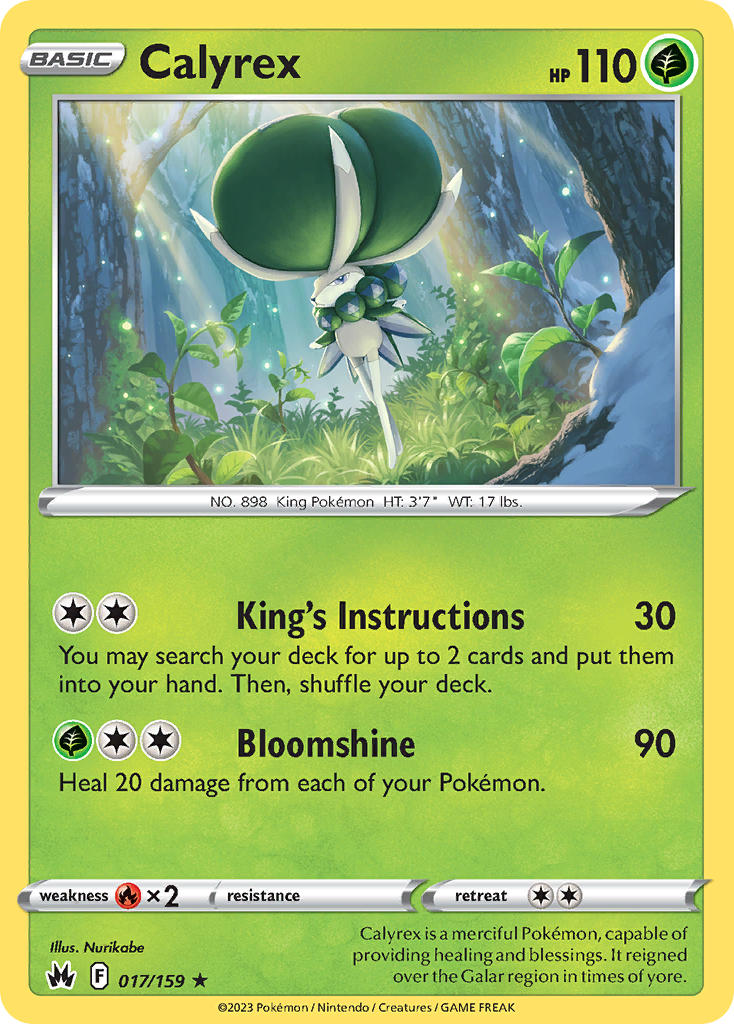 BASIC Calyrex HP 110
NO. 898 King Pokémon HT: 3'7" WT: 17 lbs.
King's Instructions 30
You may search your deck for up to 2 cards and put them
into your hand. Then, shuffle your deck.
Bloomshine 90
Heal 20 damage from each of your Pokémon.
weakness ×2 resistance retreat
Illus. Nurikabe
Calyrex is a merciful Pokémon, capable of
providing healing and blessings. It reigned
over the Galar region in times of yore.
F 017/159 ★
©2023 Pokémon / Nintendo / Creatures / GAME FREAK